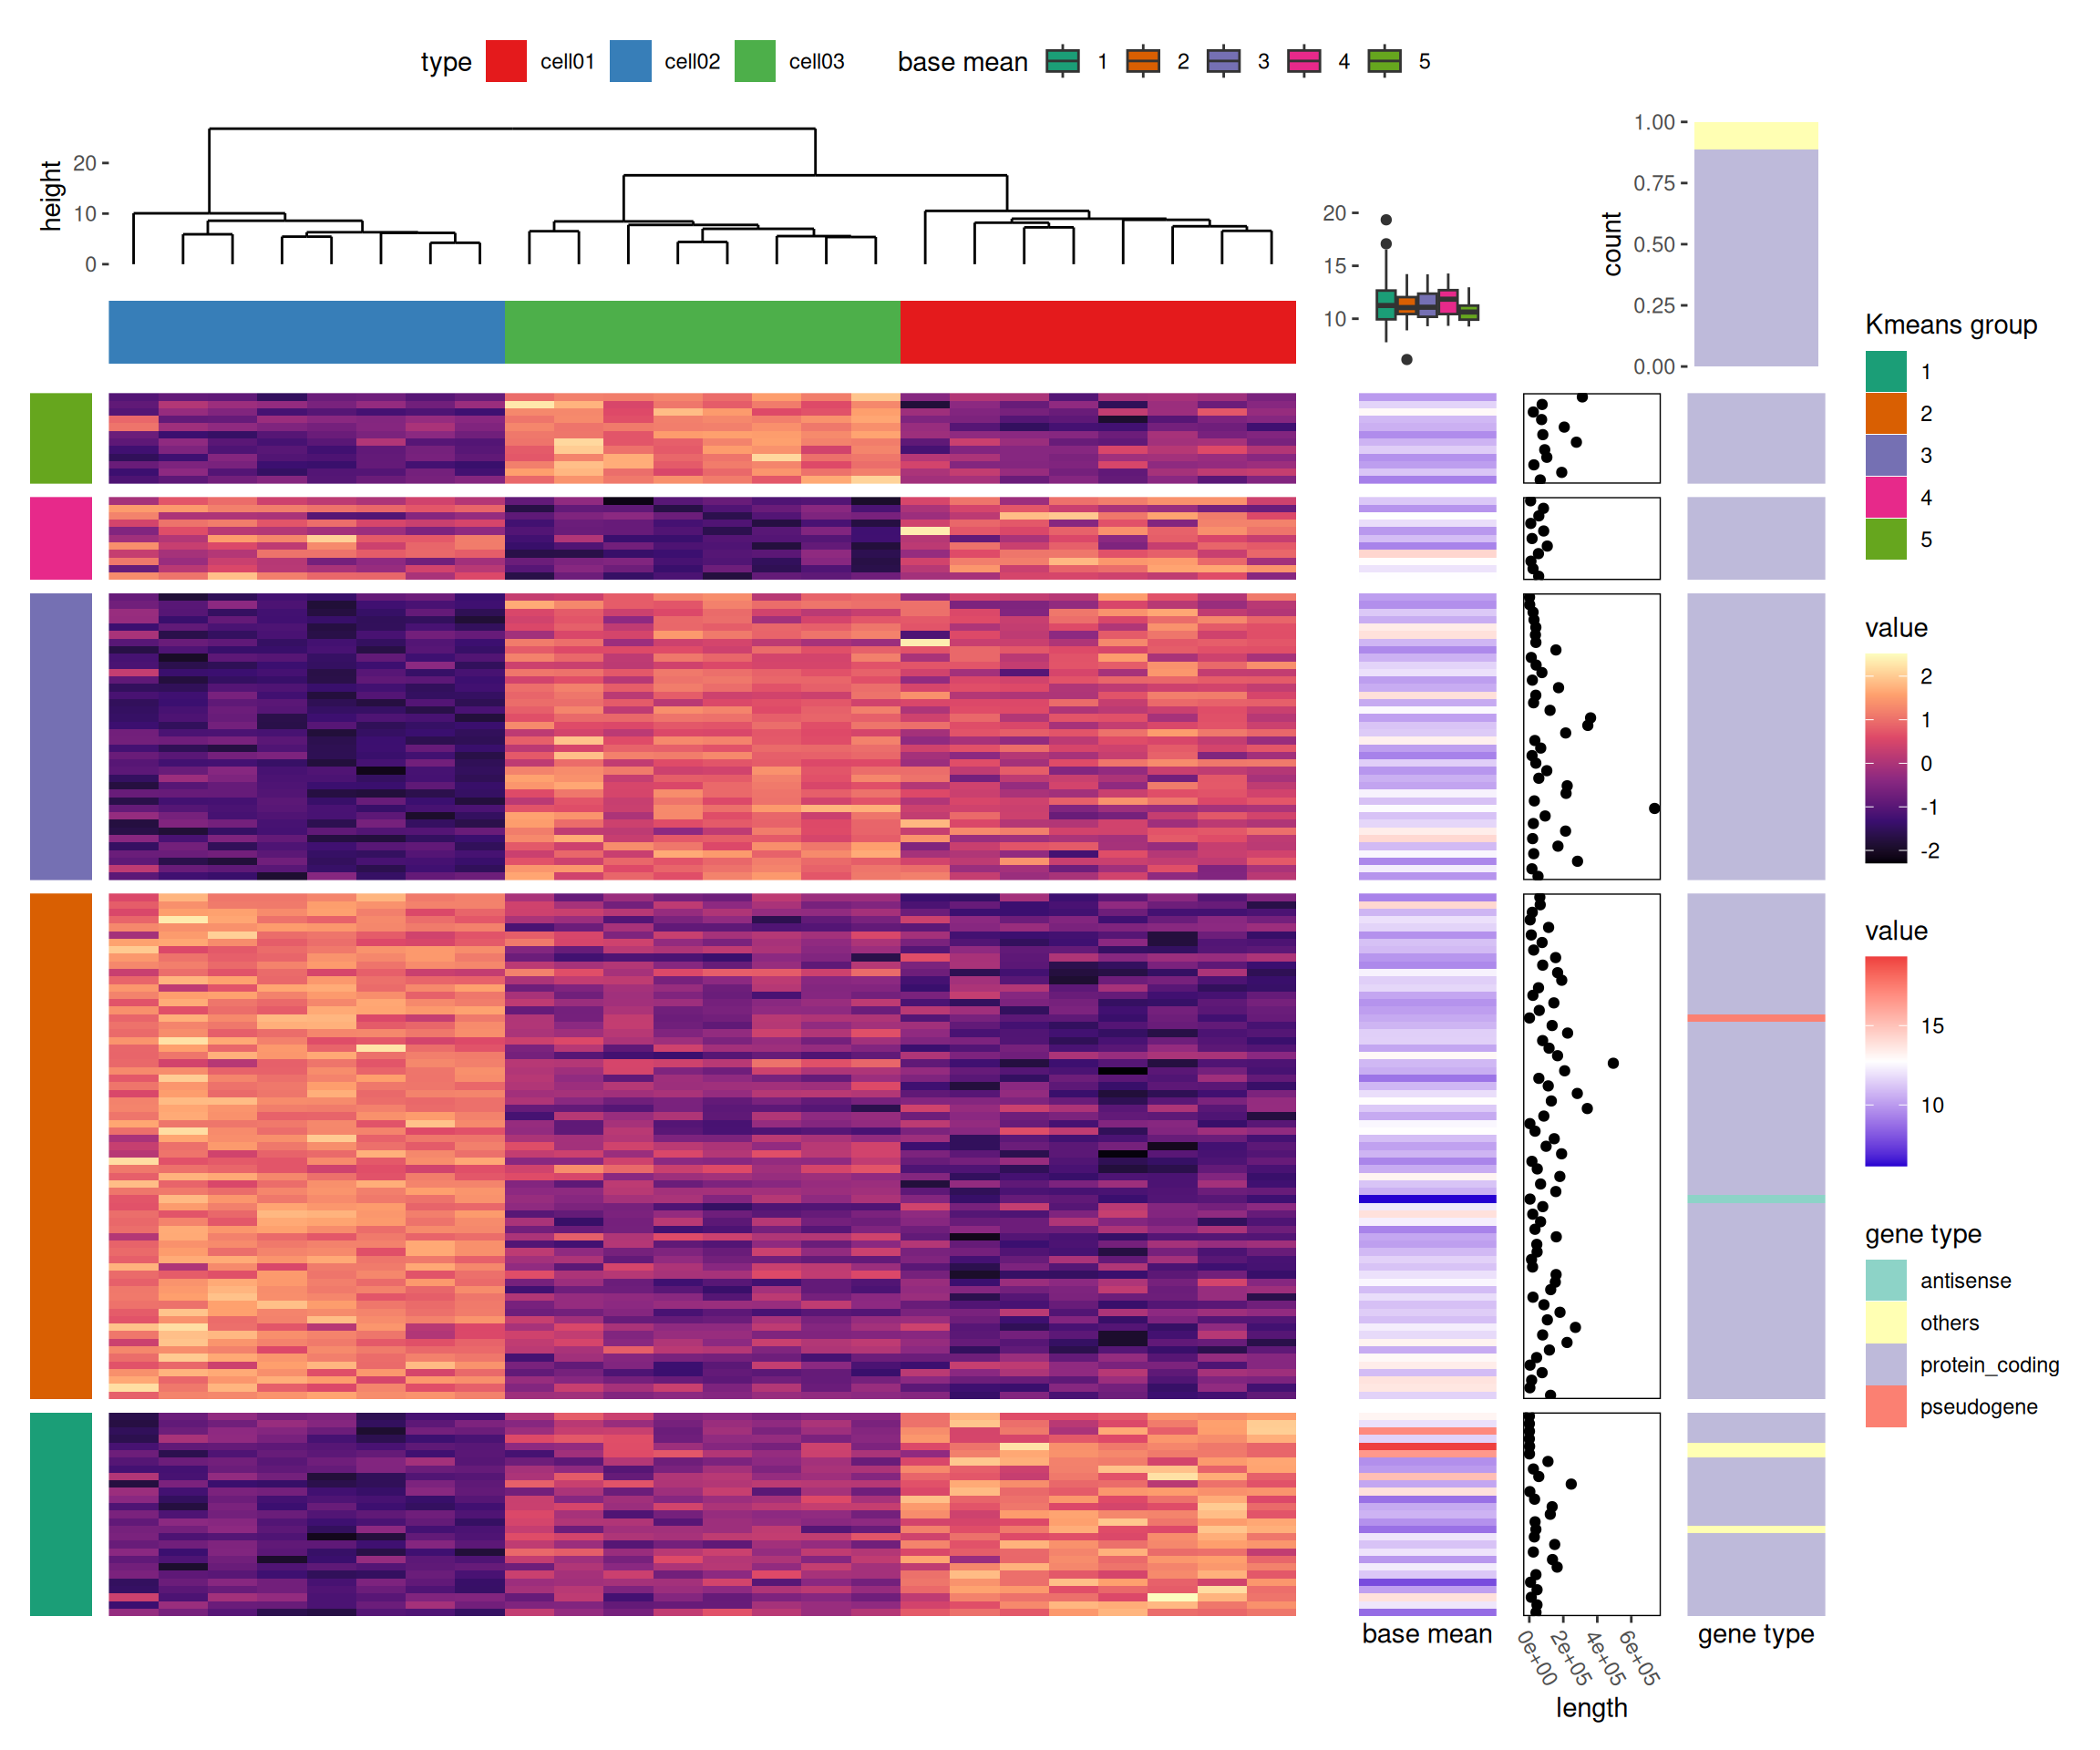 type cell01 cell02 cell03 base mean 1 2 3 4 5
height
20
10
0
20
15
10
count
1.00
0.75
0.50
0.25
0.00
Kmeans group
1
2
3
4
5
value
2
1
0
-1
-2
value
15
10
gene type
antisense
others
protein_coding
pseudogene
base mean
0e+00 2e+05 4e+05 6e+05
length
gene type